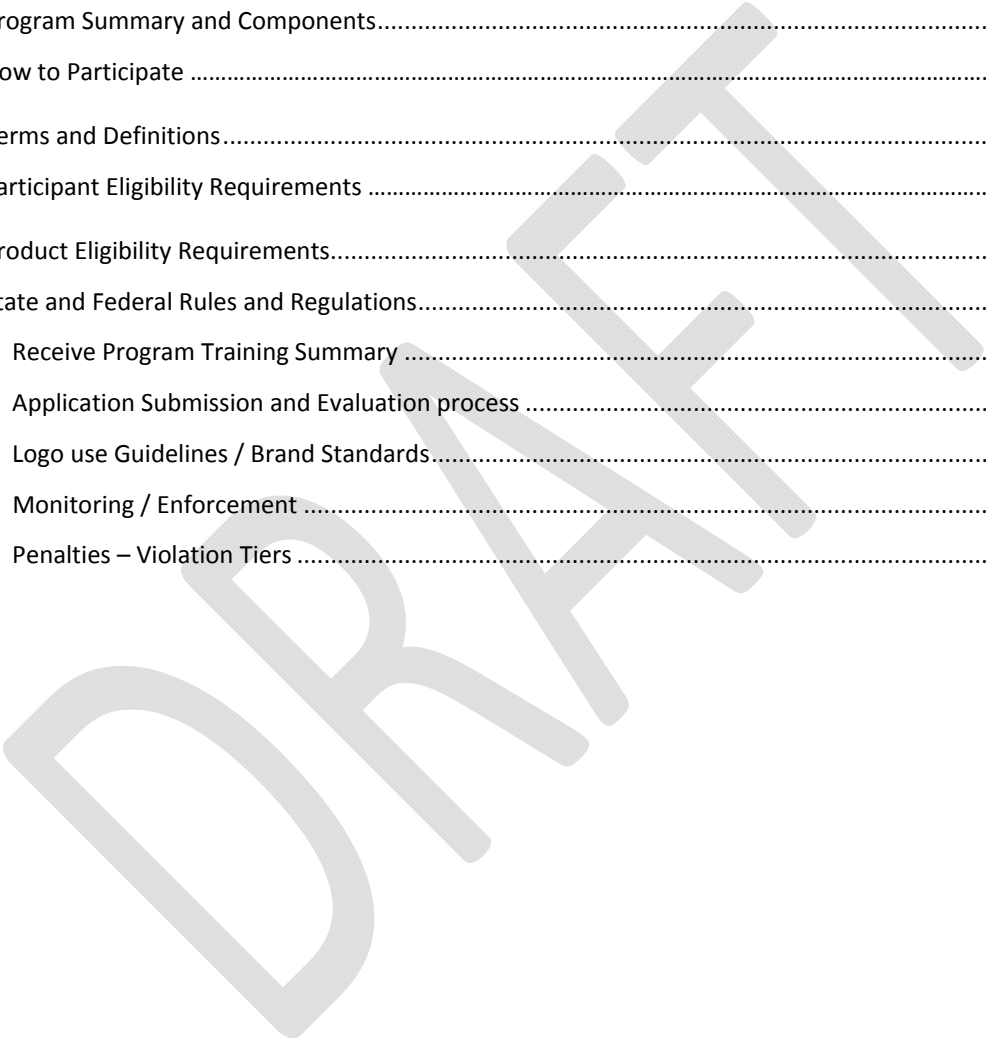 rogram Summary and Components..........................................................................................
ow to Participate ..........................................................................................
erms and Definitions..........................................................................................
articipant Eligibility Requirements ..........................................................................................
roduct Eligibility Requirements..........................................................................................
tate and Federal Rules and Regulations..........................................................................................
Receive Program Training Summary ..........................................................................................
Application Submission and Evaluation process ..........................................................................................
Logo use Guidelines / Brand Standards..........................................................................................
Monitoring / Enforcement ..........................................................................................
Penalties – Violation Tiers ..........................................................................................
DRAFT